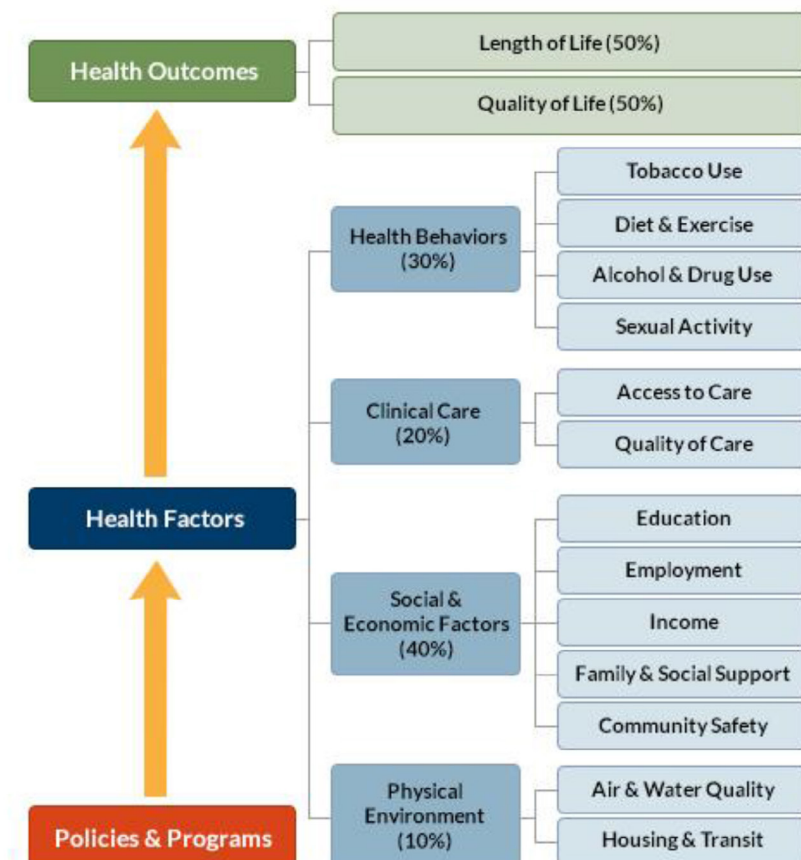 Health Outcomes
Length of Life (50%)
Quality of Life (50%)
Health Behaviors
(30%)
Tobacco Use
Diet & Exercise
Alcohol & Drug Use
Sexual Activity
Clinical Care
(20%)
Access to Care
Quality of Care
Health Factors
Social &
Economic Factors
(40%)
Education
Employment
Income
Family & Social Support
Community Safety
Physical
Environment
(10%)
Air & Water Quality
Housing & Transit
Policies & Programs